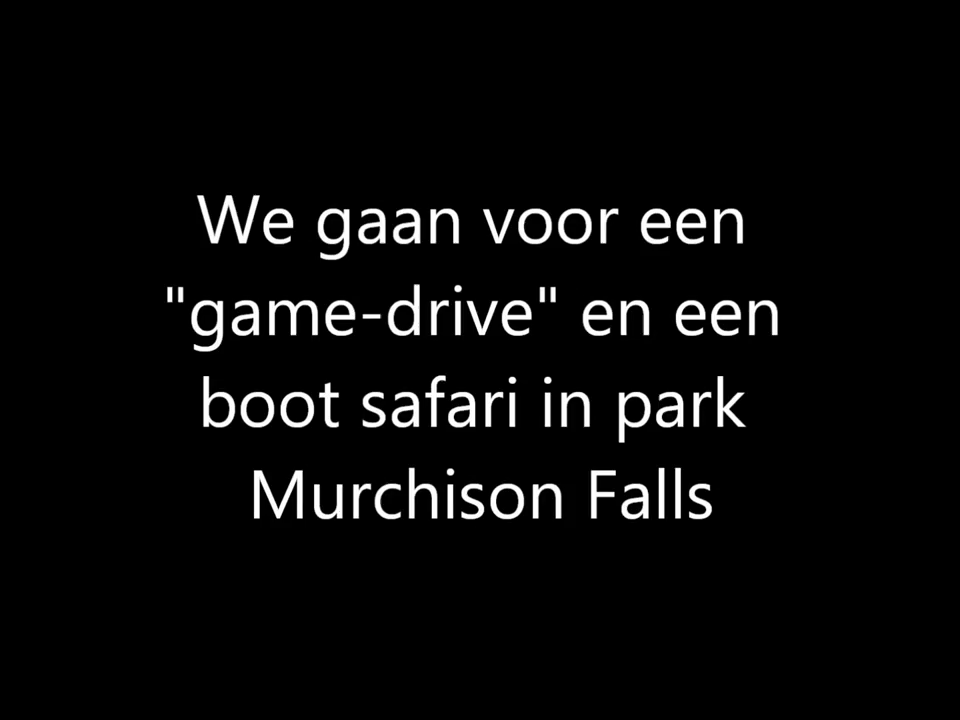 We gaan voor een
"game-drive" en een
boot safari in park
Murchison Falls